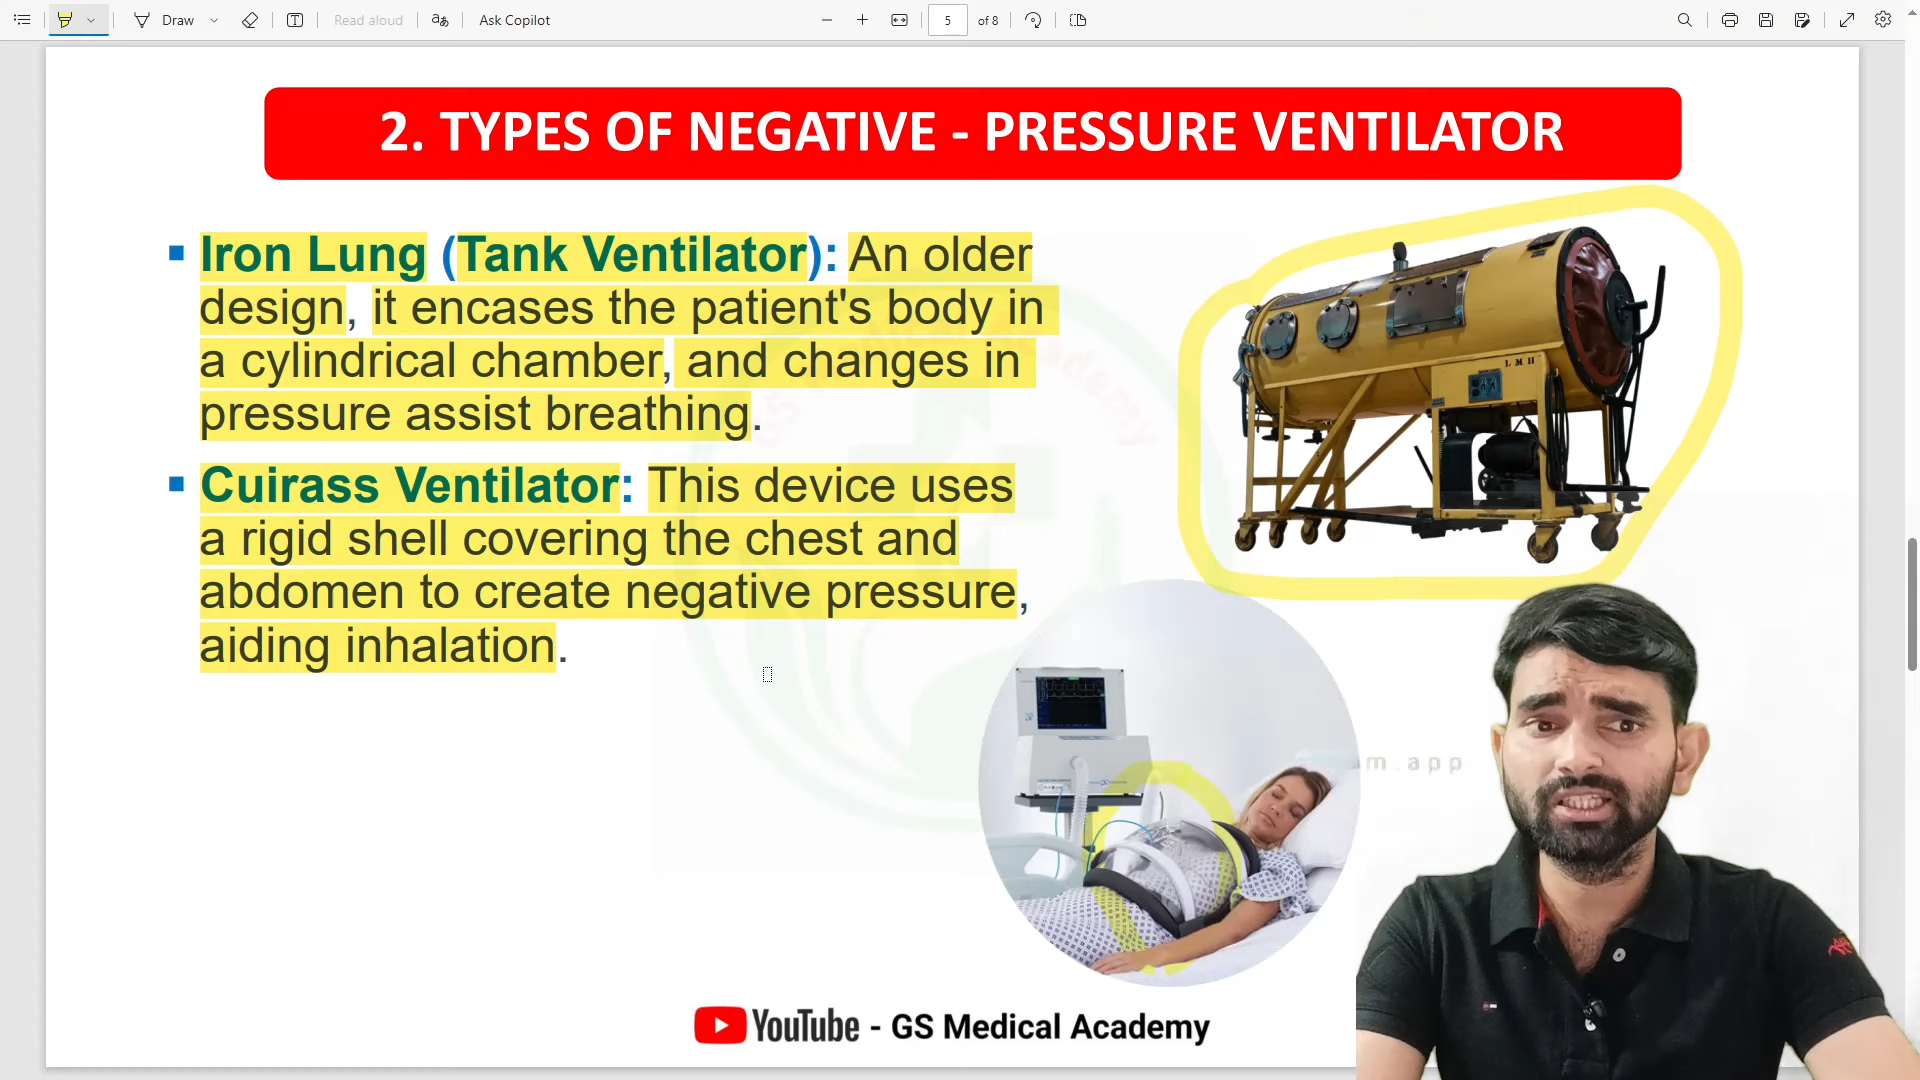 Draw
Read aloud
Ask Copilot
5
of 8
2. TYPES OF NEGATIVE - PRESSURE VENTILATOR
Iron Lung (Tank Ventilator): An older
design, it encases the patient's body in
a cylindrical chamber, and changes in
pressure assist breathing.
Cuirass Ventilator: This device uses
a rigid shell covering the chest and
abdomen to create negative pressure,
aiding inhalation.
L M H
m.app
YouTube - GS Medical Academy